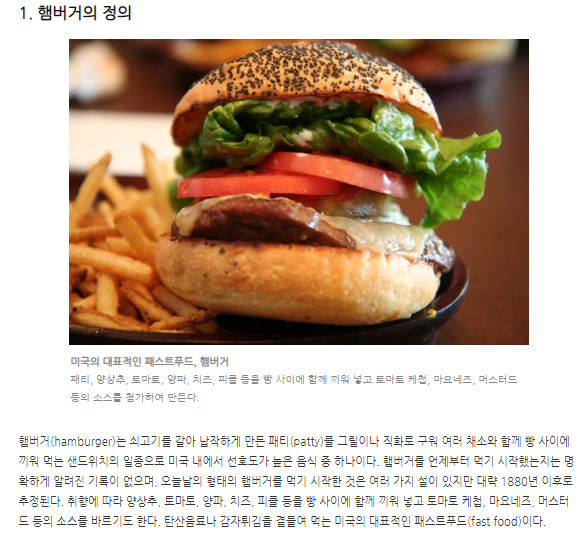 1. 햄버거의 정의
미국의 대표적인 패스트푸드, 햄버거
패티, 양상추, 토마토, 양파, 치즈, 피클 등을 빵 사이에 함께 끼워 넣고 토마토 케첩, 마요네즈, 머스터드
등의 소스를 첨가하여 만든다.
햄버거(hamburger)는 쇠고기를 갈아 납작하게 만든 패티(patty)를 그릴이나 직화로 구워 여러 채소와 함께 빵 사이에
끼워 먹는 샌드위치의 일종으로 미국 내에서 선호도가 높은 음식 중 하나이다. 햄버거를 언제부터 먹기 시작했는지는 명
확하게 알려진 기록이 없으며, 오늘날의 형태의 햄버거를 먹기 시작한 것은 여러 가지 설이 있지만 대략 1880년 이후로
추정된다. 취향에 따라 양상추, 토마토, 양파, 치즈, 피클 등을 빵 사이에 함께 끼워 넣고 토마토 케첩, 마요네즈, 머스터
드 등의 소스를 바르기도 한다. 탄산음료나 감자튀김을 곁들여 먹는 미국의 대표적인 패스트푸드(fast food)이다.